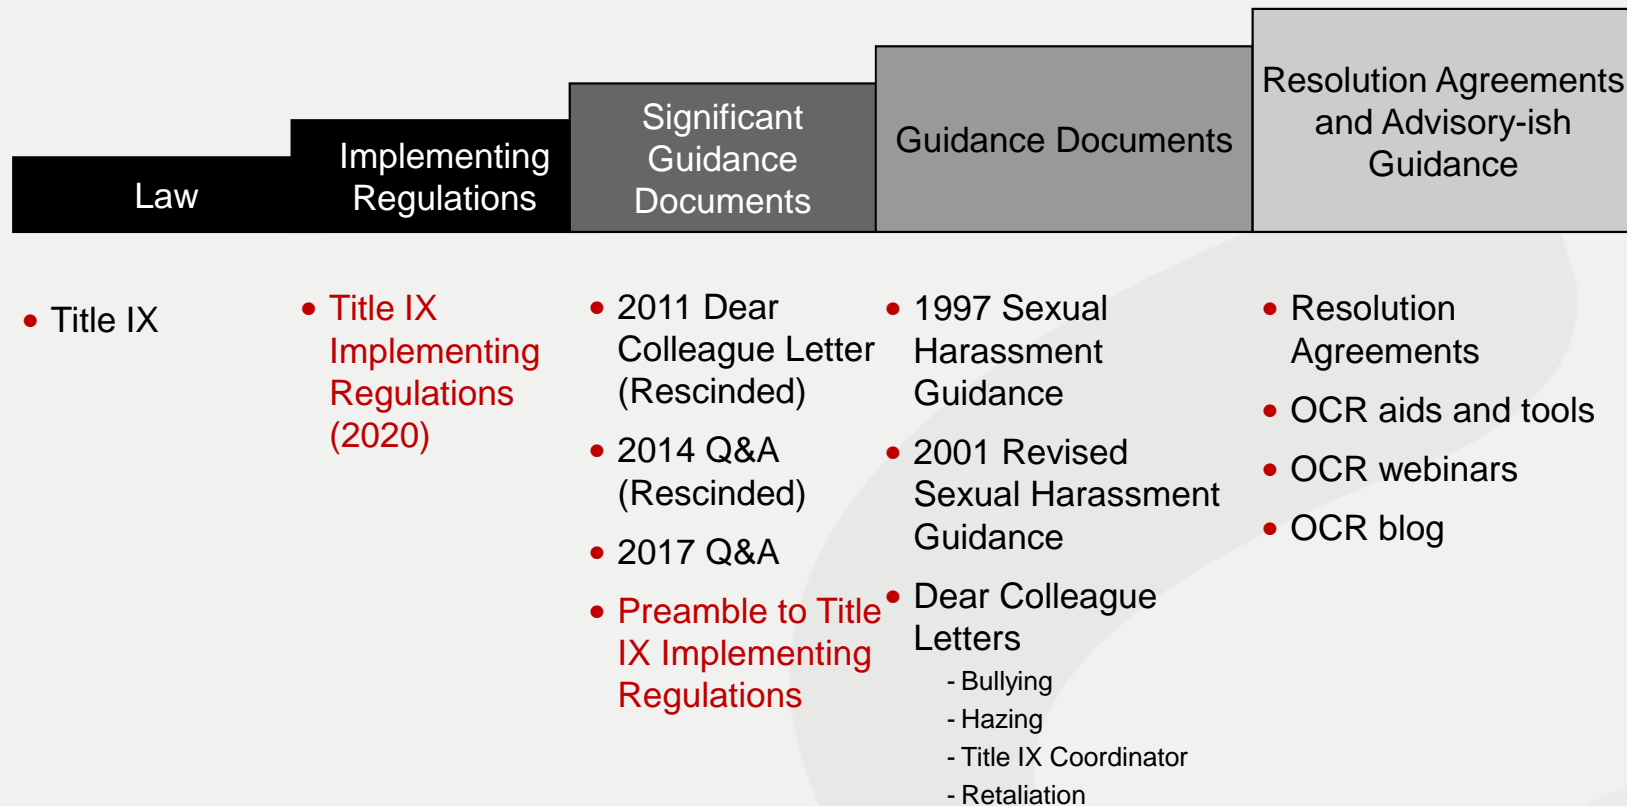 Law
Implementing
Regulations
Significant
Guidance
Documents
Guidance Documents
Resolution Agreements
and Advisory-ish
Guidance
• Title IX
• Title IX
Implementing
Regulations
(2020)
• 2011 Dear
Colleague Letter
(Rescinded)
• 2014 Q&A
(Rescinded)
• 2017 Q&A
• Preamble to Title
IX Implementing
Regulations
• 1997 Sexual
Harassment
Guidance
• 2001 Revised
Sexual Harassment
Guidance
• Dear Colleague
Letters
- Bullying
- Hazing
- Title IX Coordinator
- Retaliation
• Resolution
Agreements
• OCR aids and tools
• OCR webinars
• OCR blog